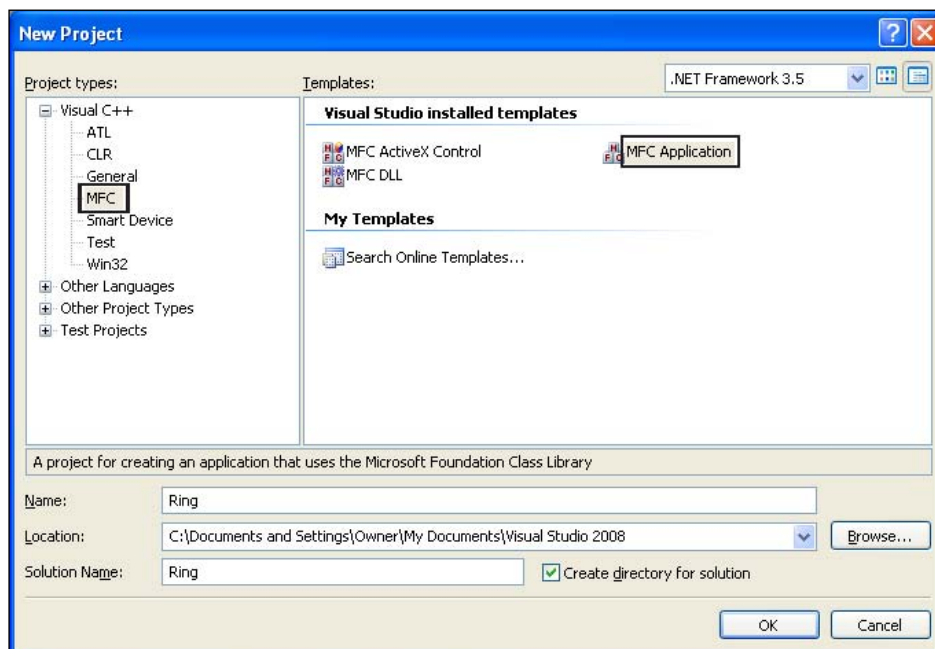 New Project
Project types:
Templates:
.NET Framework 3.5
Visual C++
ATL
CLR
General
MFC
Smart Device
Test
Win32
Other Languages
Other Project Types
Test Projects
Visual Studio installed templates
MFC ActiveX Control
MFC Application
MFC DLL
My Templates
Search Online Templates...
A project for creating an application that uses the Microsoft Foundation Class Library
Name:
Ring
Location:
C:\Documents and Settings\Owner\My Documents\Visual Studio 2008
Browse...
Solution Name:
Ring
Create directory for solution
OK
Cancel